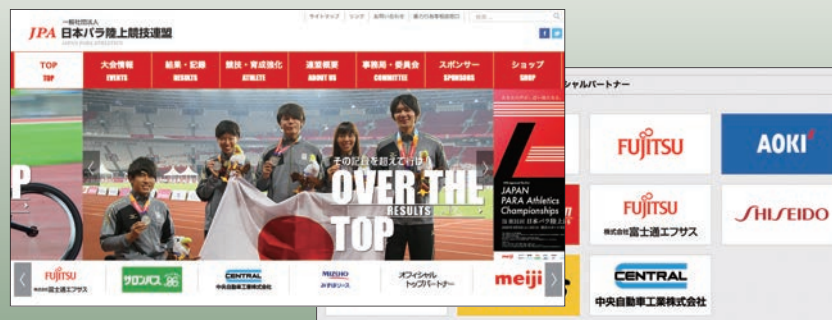 サイトマップ リンク お問い合わせ
一般社団法人
JPA 日本パラ陸上競技連盟
TOP
TOP
大会情報
EVENTS
結果・記録
RESULTS
競技・育成強化
ATHLETE
連盟概要
ABOUT US
事務局・委員会
COMMITTEE
スポンサー
SPONSORS
ショップ
SHOP
その記録を超えて行け
OVER THE
RESULTS
TOP
JAPAN
PARA Athletics
Championships
FUJITSU
株式会社富士通エフサス
サロンパス
CENTRAL
中央自動車工業株式会社
MIZUHO
みずほリース
オフィシャル
トップパートナー
meiji
シャルパートナー
FUJITSU
AOKI
FUJITSU
株式会社富士通エフサス
SHISEIDO
CENTRAL
中央自動車工業株式会社